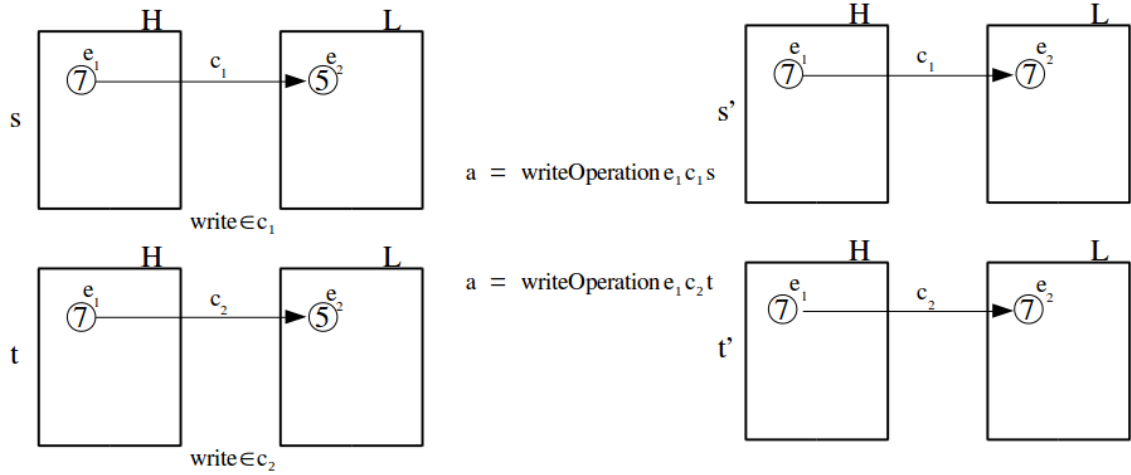 H L H L
e₁ c₁ e₂ e₁ c₁ e₂
7 5 7 7
s s’
a = writeOperation e₁ c₁ s
write∈c₁
H L H L
e₁ c₂ e₂ a = writeOperation e₁ c₂ t e₁ c₂ e₂
7 5 7 7
t t’
write∈c₂